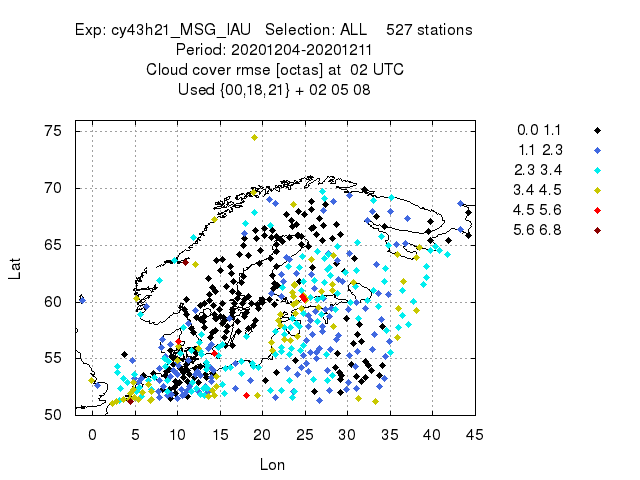 Exp: cy43h21_MSG_IAU   Selection: ALL    527 stations
Period: 20201204-20201211
Cloud cover rmse [octas] at  02 UTC
Used {00,18,21} + 02 05 08
0.0 1.1
1.1 2.3
2.3 3.4
3.4 4.5
4.5 5.6
5.6 6.8
75
70
65
60
55
50
Lat
0 5 10 15 20 25 30 35 40 45
Lon